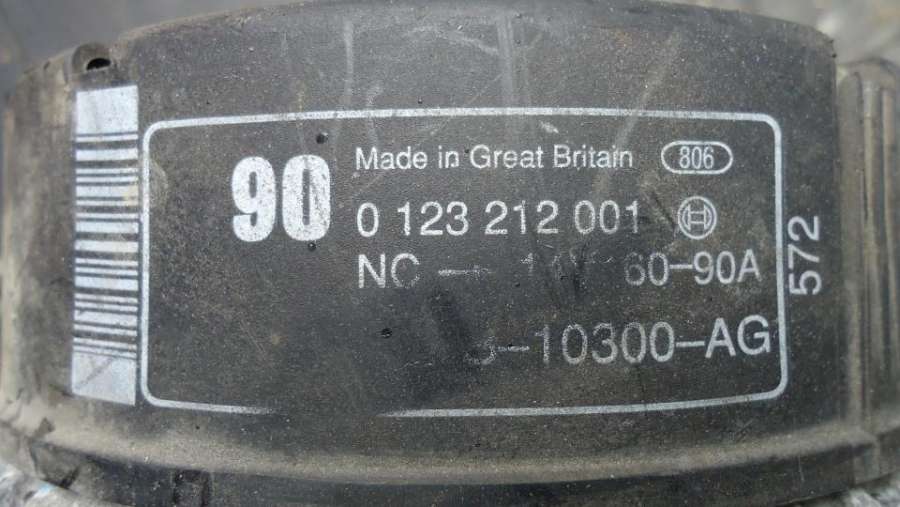 90
Made in Great Britain 806
0 123 212 001
NC 60-90A
-10300-AG
572